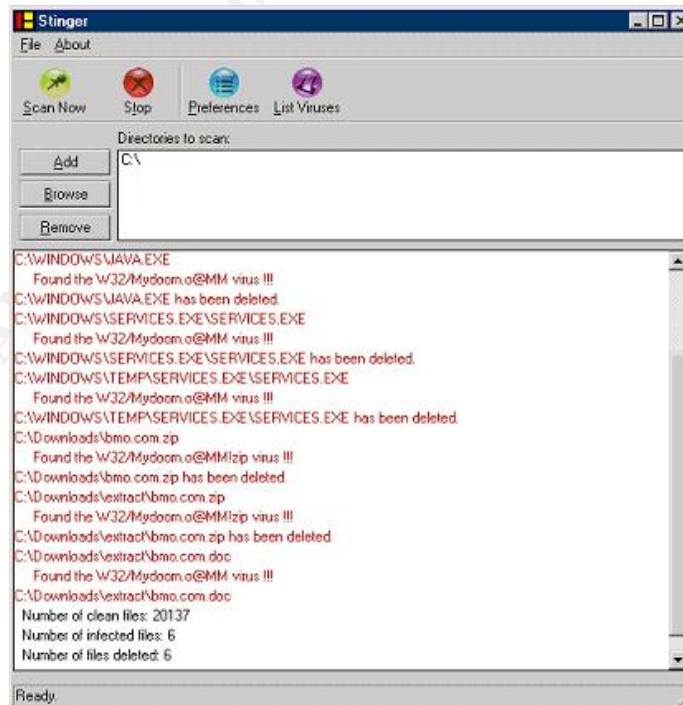 Stinger
File About
Scan Now Stop Preferences List Viruses
Directories to scan:
Add
C:\
Browse
Remove
C:\WINDOWS\JAVA.EXE
Found the W32/Mydoom.o@MM virus !!!
C:\WINDOWS\JAVA.EXE has been deleted.
C:\WINDOWS\SERVICES.EXE\SERVICES.EXE
Found the W32/Mydoom.o@MM virus !!!
C:\WINDOWS\SERVICES.EXE\SERVICES.EXE has been deleted.
C:\WINDOWS\TEMP\SERVICES.EXE\SERVICES.EXE
Found the W32/Mydoom.o@MM virus !!!
C:\WINDOWS\TEMP\SERVICES.EXE\SERVICES.EXE has been deleted.
C:\Downloads\bmo.com.zip
Found the W32/Mydoom.o@MM!zip virus !!!
C:\Downloads\bmo.com.zip has been deleted.
C:\Downloads\extract\bmo.com.zip
Found the W32/Mydoom.o@MM!zip virus !!!
C:\Downloads\extract\bmo.com.zip has been deleted.
C:\Downloads\extract\bmo.com.doc
Found the W32/Mydoom.o@MM virus !!!
C:\Downloads\extract\bmo.com.doc
Number of clean files: 20137
Number of infected files: 6
Number of files deleted: 6
Ready.